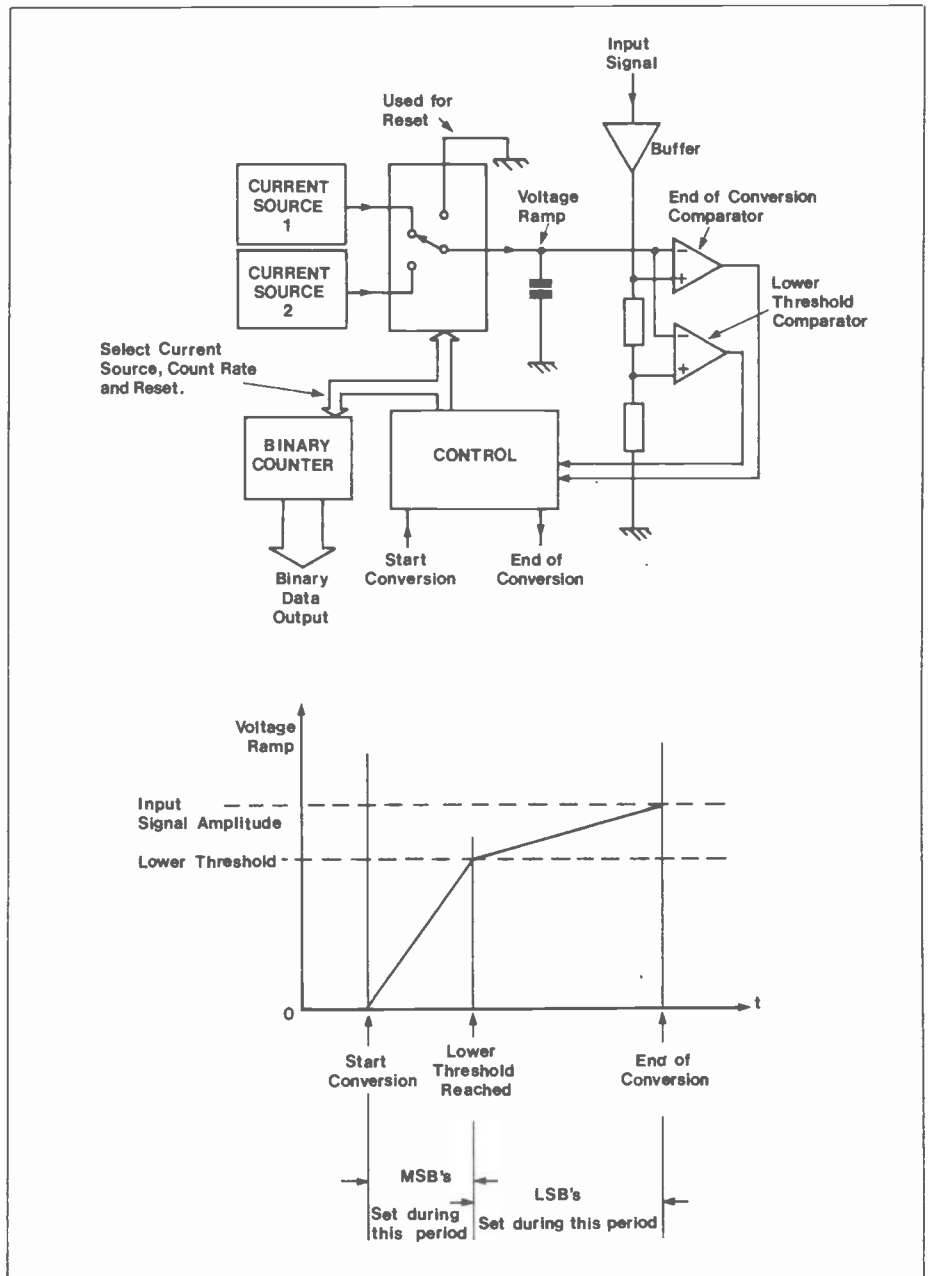 Input
Signal
Used for
Reset
Buffer
CURRENT
SOURCE
1
Voltage
Ramp
End of Conversion
Comparator
CURRENT
SOURCE
2
Lower
Threshold
Comparator
Select Current
Source, Count Rate
and Reset.
BINARY
COUNTER
CONTROL
Start
Conversion
End of
Conversion
Binary
Data
Output
-
+
-
+
Voltage
Ramp
Input
Signal Amplitude
Lower Threshold
0
t
Start
Conversion
Lower
Threshold
Reached
End of
Conversion
MSB's
Set during
this period
LSB's
Set during this period